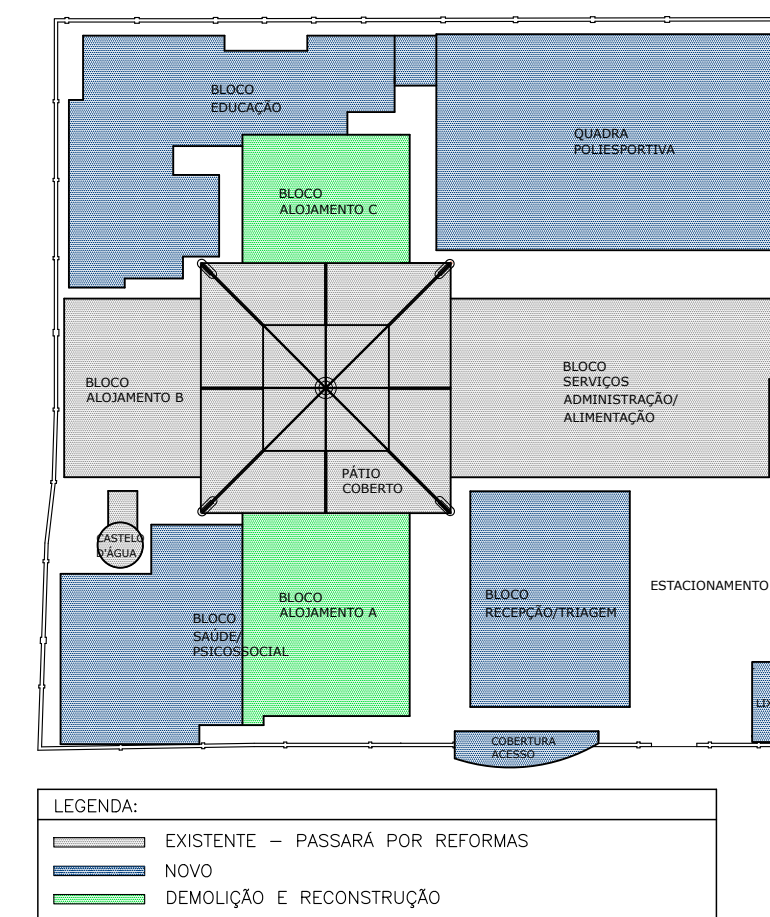 BLOCO
EDUCAÇÃO
QUADRA
POLIESPORTIVA
BLOCO
ALOJAMENTO C
BLOCO
ALOJAMENTO B
BLOCO
SERVIÇOS
ADMINISTRAÇÃO/
ALIMENTAÇÃO
PÁTIO
COBERTO
CASTELO
D'ÁGUA
BLOCO
SAÚDE/
PSICOSSOCIAL
BLOCO
ALOJAMENTO A
BLOCO
RECEPÇÃO/TRIAGEM
ESTACIONAMENTO
COBERTURA
ACESSO
LEGENDA:
EXISTENTE – PASSARÁ POR REFORMAS
NOVO
DEMOLIÇÃO E RECONSTRUÇÃO